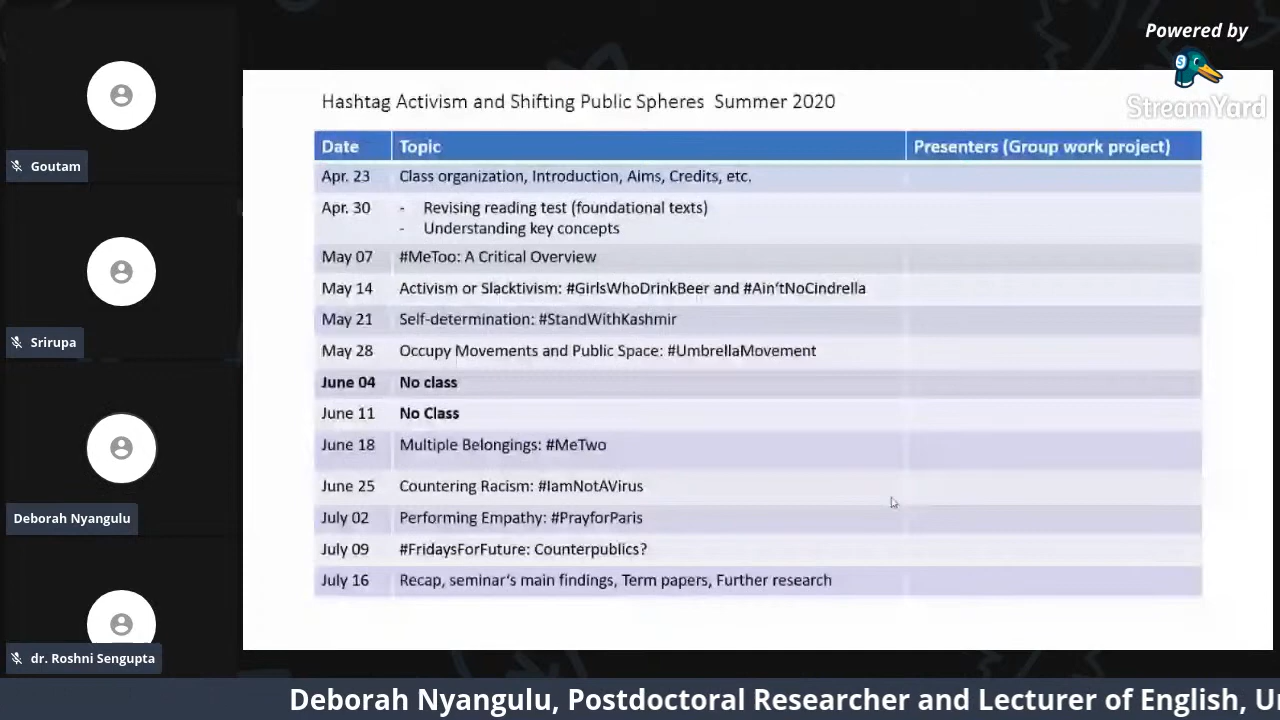 Powered by
StreamYard
Hashtag Activism and Shifting Public Spheres Summer 2020
Date Topic Presenters (Group work project)
Apr. 23 Class organization, Introduction, Aims, Credits, etc.
Apr. 30 - Revising reading test (foundational texts)
- Understanding key concepts
May 07 #MeToo: A Critical Overview
May 14 Activism or Slacktivism: #GirlsWhoDrinkBeer and #Ain'tNoCindrella
May 21 Self-determination: #StandWithKashmir
May 28 Occupy Movements and Public Space: #UmbrellaMovement
June 04 No class
June 11 No Class
June 18 Multiple Belongings: #MeTwo
June 25 Countering Racism: #IamNotAVirus
July 02 Performing Empathy: #PrayforParis
July 09 #FridaysForFuture: Counterpublics?
July 16 Recap, seminar's main findings, Term papers, Further research
Goutam
Srirupa
Deborah Nyangulu
dr. Roshni Sengupta
Deborah Nyangulu, Postdoctoral Researcher and Lecturer of English,